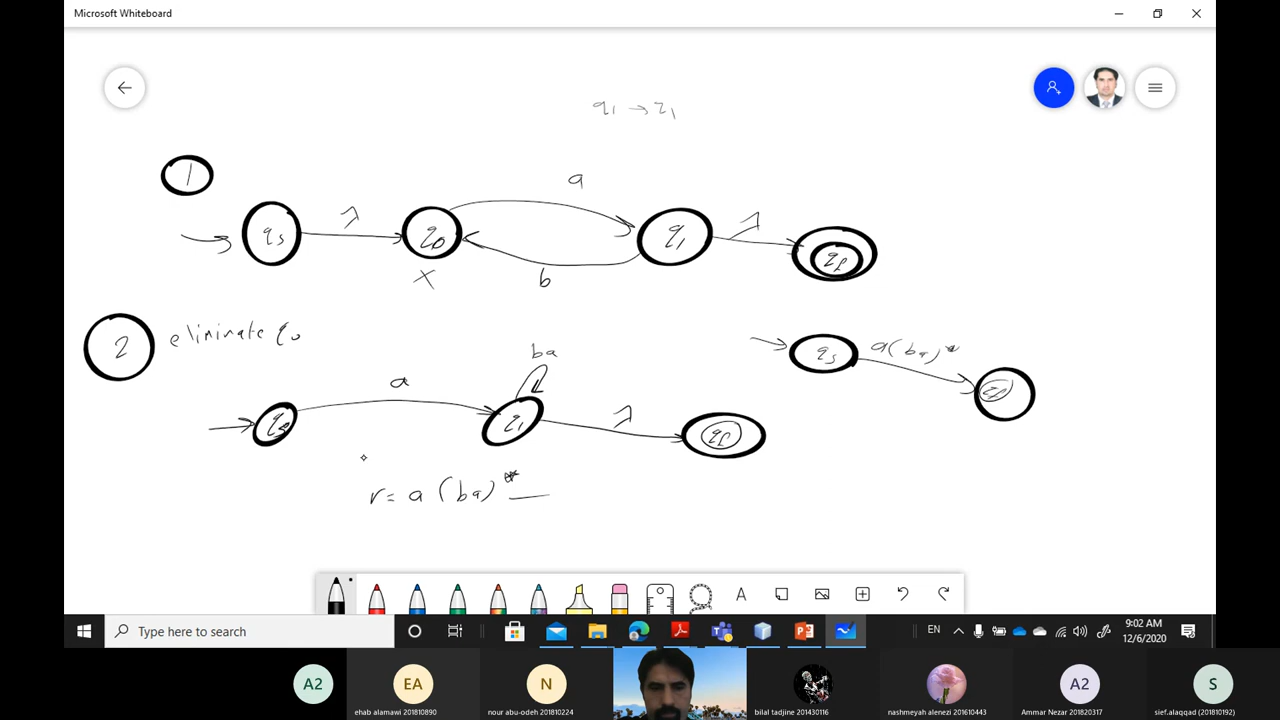 Microsoft Whiteboard
q1 → q1
1
a
λ
λ
qs
q0
q1
qf
X
b
2
eliminate q0
ba
a
λ
qs
a(ba)*
qf
qs
q1
qf
r= a (ba)*
A
EN
9:02 AM
Type here to search
12/6/2020
A2
EA
N
A2
S
ehab alamawi 201810890
nour abu-odeh 201810224
bilal tadjine 201430116
nashmeyah alenezi 201610443
Ammar Nezar 201820317
sief.alaqqad (201810192)